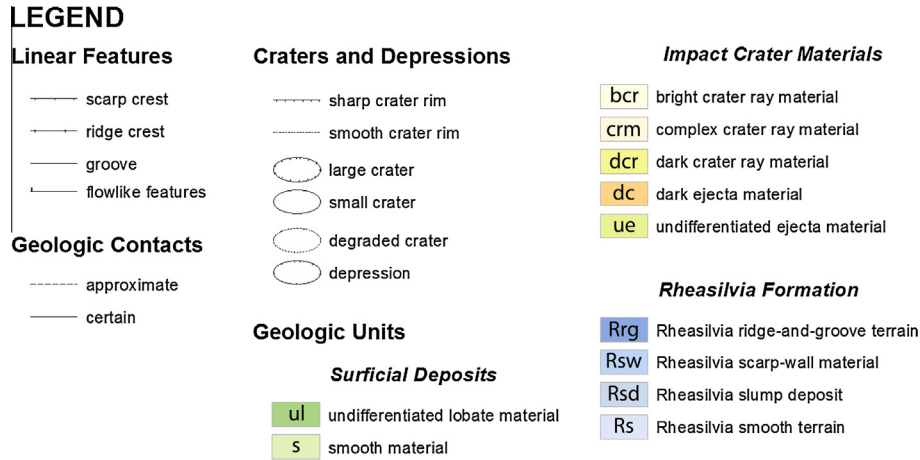 LEGEND
Linear Features
scarp crest
ridge crest
groove
flowlike features
Geologic Contacts
approximate
certain
Craters and Depressions
sharp crater rim
smooth crater rim
large crater
small crater
degraded crater
depression
Geologic Units
Surficial Deposits
ul undifferentiated lobate material
s smooth material
Impact Crater Materials
bcr bright crater ray material
crm complex crater ray material
dcr dark crater ray material
dc dark ejecta material
ue undifferentiated ejecta material
Rheasilvia Formation
Rrg Rheasilvia ridge-and-groove terrain
Rsw Rheasilvia scarp-wall material
Rsd Rheasilvia slump deposit
Rs Rheasilvia smooth terrain